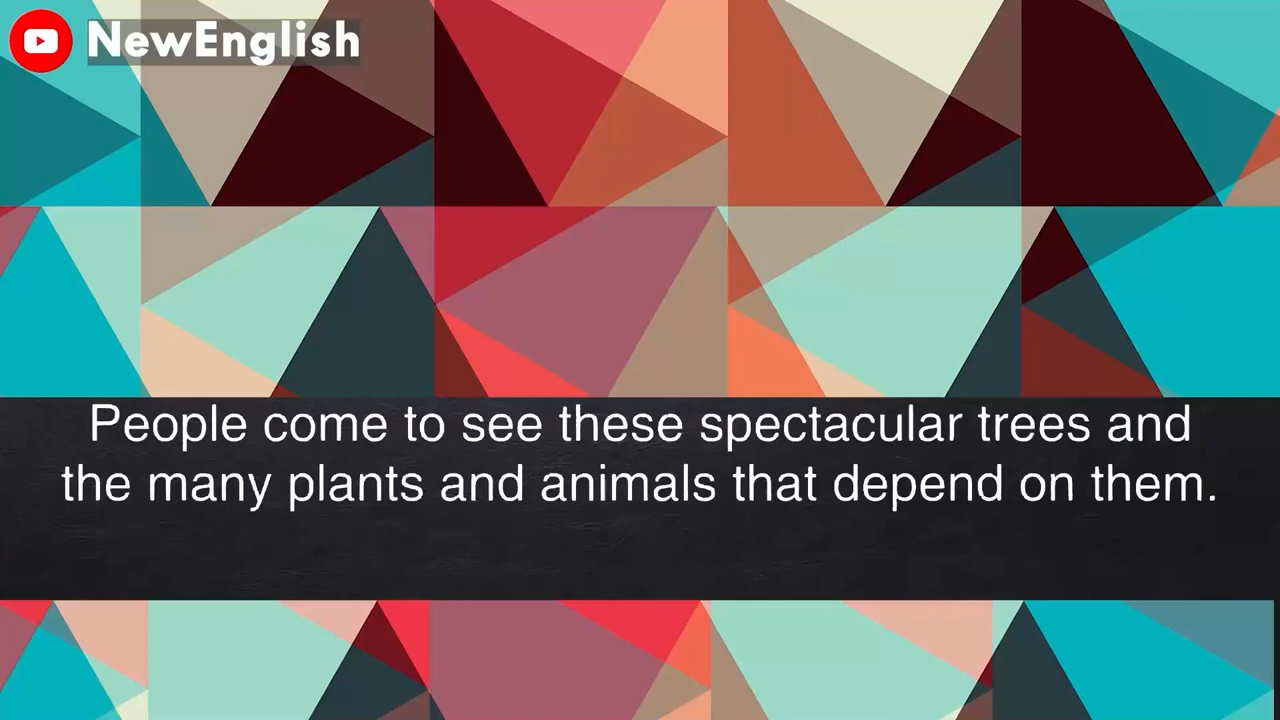 NewEnglish
People come to see these spectacular trees and
the many plants and animals that depend on them.